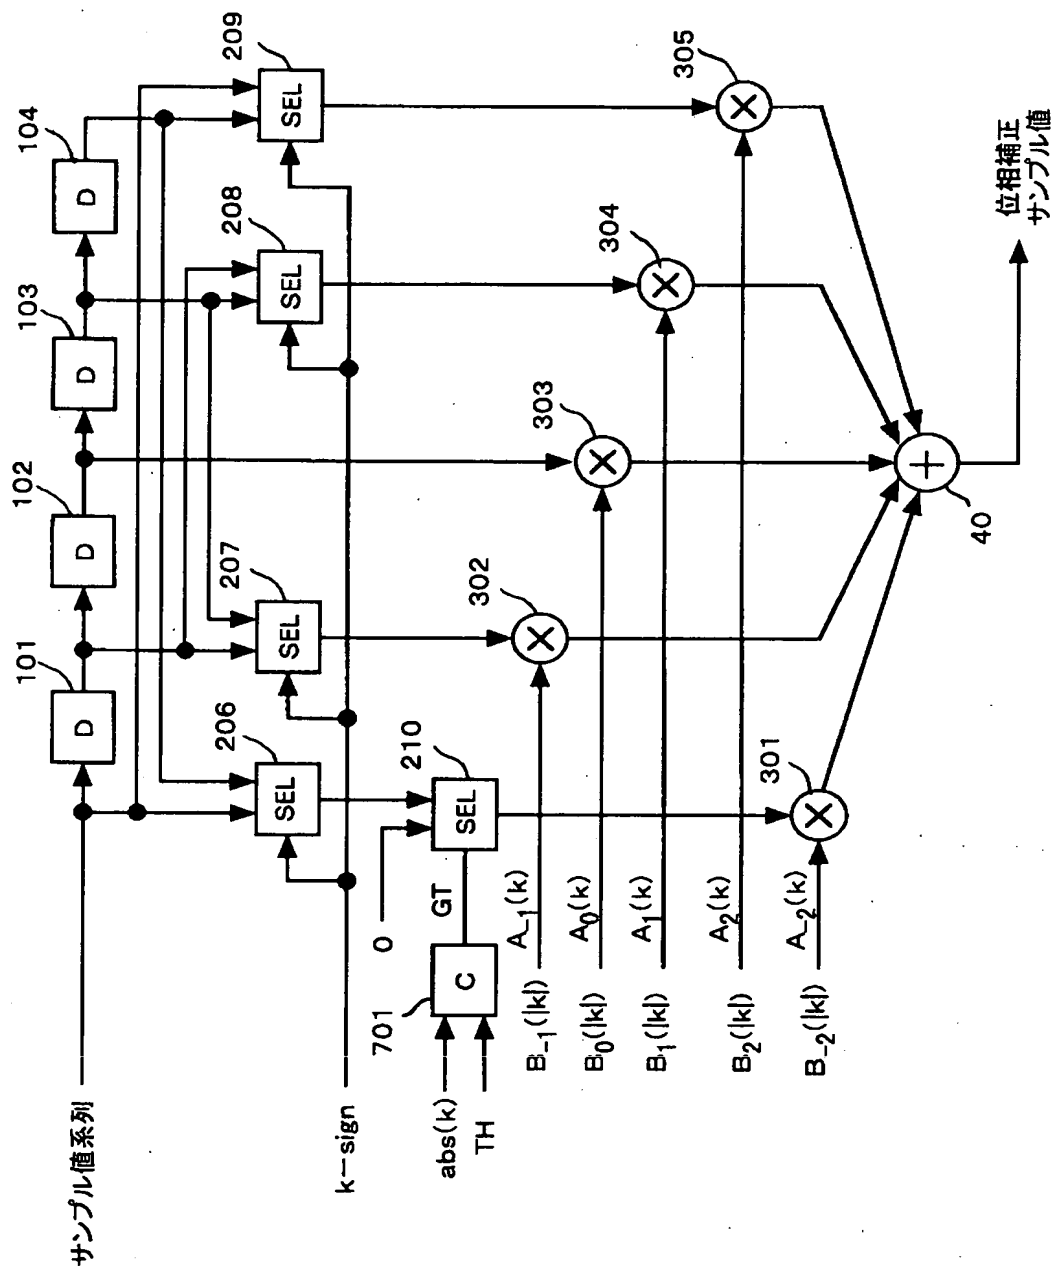 サンプル値系列
101
D
102
D
103
D
104
D
206
SEL
207
SEL
208
SEL
209
SEL
k-sign
0
210
SEL
GT
701
C
abs(k)
TH
302
303
304
305
301
B-1(|k|) A-1(k)
B0(|k|) A0(k)
B1(|k|) A1(k)
B2(|k|) A2(k)
B-2(|k|) A-2(k)
×
×
×
×
×
+
40
位相補正
サンプル値